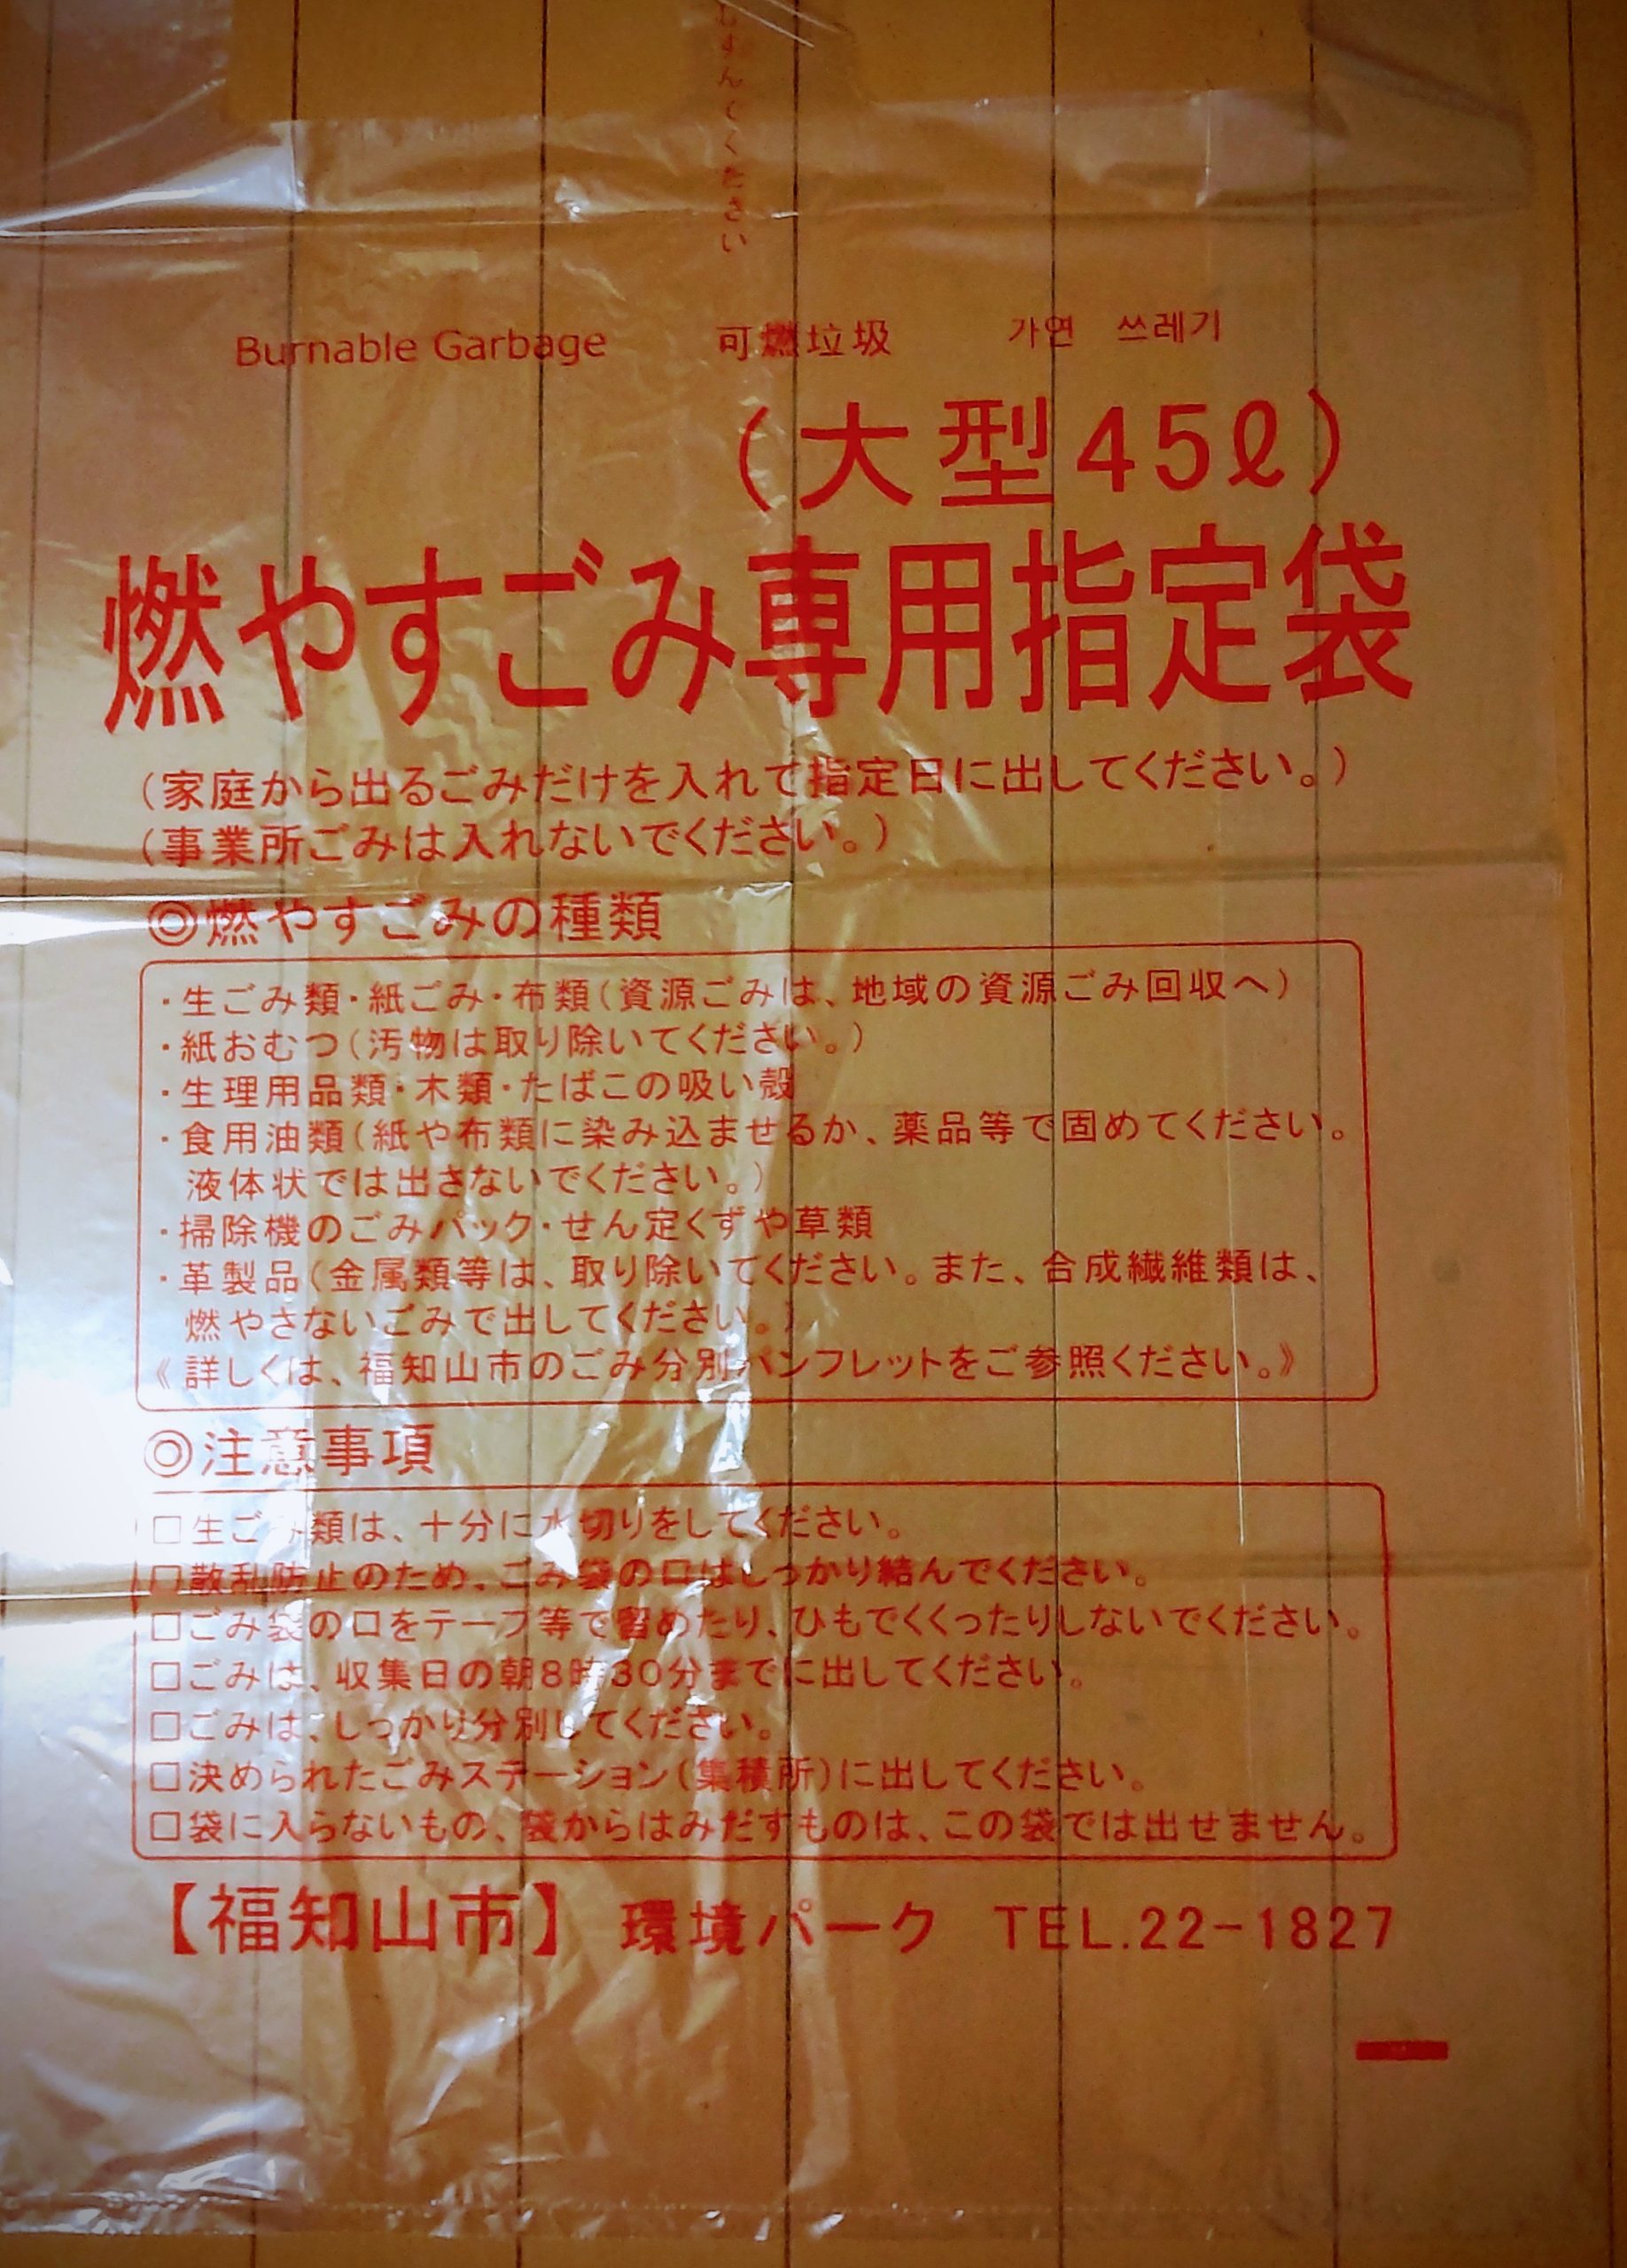 むすんでください
Burnable Garbage 可燃垃圾 가연 쓰레기
(大型45ℓ)
燃やすごみ専用指定袋
(家庭から出るごみだけを入れて指定日に出してください。)
(事業所ごみは入れないでください。)
◎燃やすごみの種類
・生ごみ類・紙ごみ・布類(資源ごみは、地域の資源ごみ回収へ)
・紙おむつ(汚物は取り除いてください。)
・生理用品類・木類・たばこの吸い殻
・食用油類(紙や布類に染み込ませるか、薬品等で固めてください。
液体状では出さないでください。)
・掃除機のごみパック・せん定くずや草類
・革製品(金属類等は、取り除いてください。また、合成繊維類は、
燃やさないごみで出してください。)
《詳しくは、福知山市のごみ分別パンフレットをご参照ください。》
◎注意事項
□生ごみ類は、十分に水切りをしてください。
□散乱防止のため、ごみ袋の口はしっかり結んでください。
□ごみ袋の口をテープ等で留めたり、ひもでくくったりしないでください。
□ごみは、収集日の朝8時30分までに出してください。
□ごみは、しっかり分別してください。
□決められたごみステーション(集積所)に出してください。
□袋に入らないもの、袋からはみだすものは、この袋では出せません。
【福知山市】 環境パーク TEL.22-1827